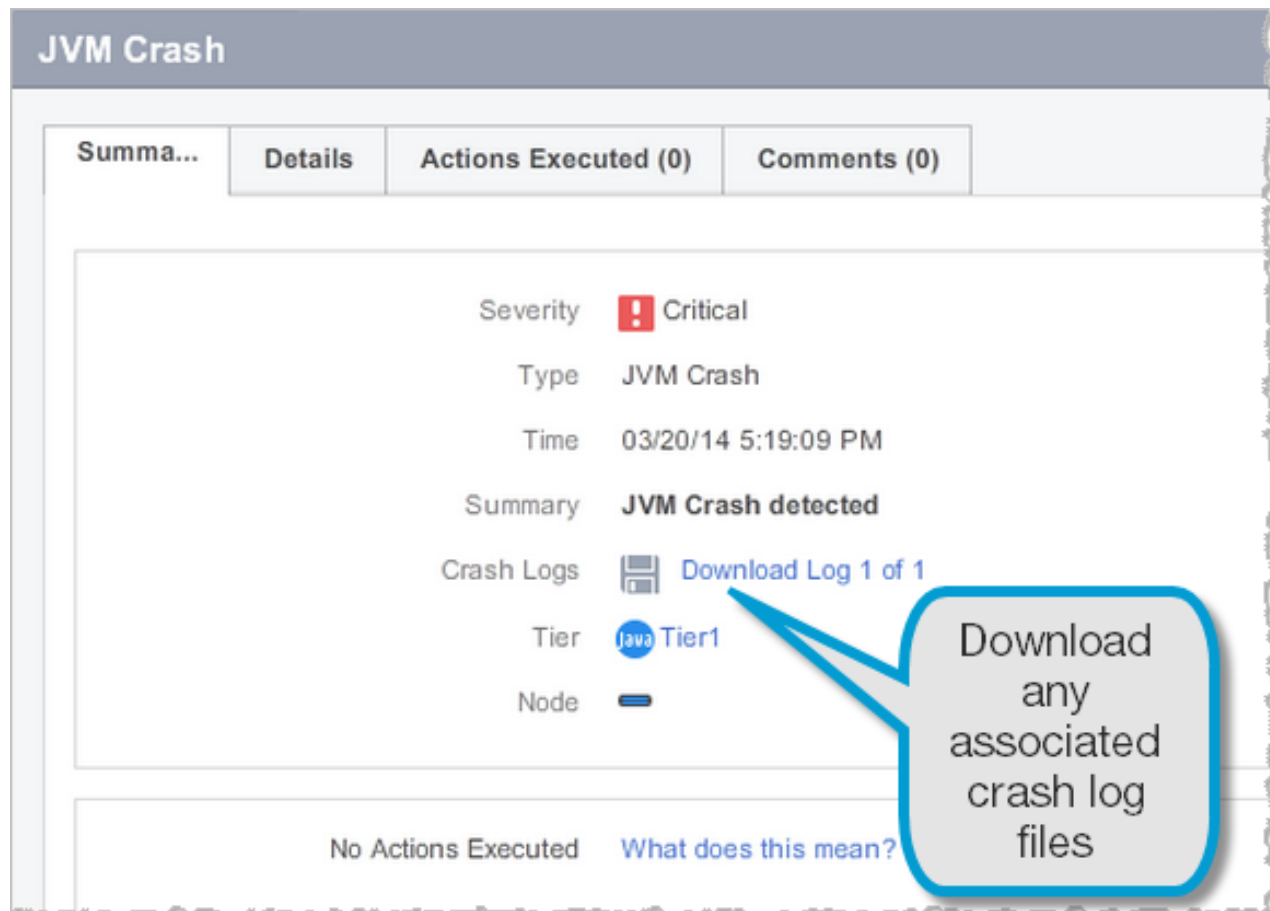 JVM Crash
Summa...
Details
Actions Executed (0)
Comments (0)
Severity
Critical
Type
JVM Crash
Time
03/20/14 5:19:09 PM
Summary
JVM Crash detected
Crash Logs
Download Log 1 of 1
Tier
Java
Tier1
Node
Download
any
associated
crash log
files
No Actions Executed
What does this mean?